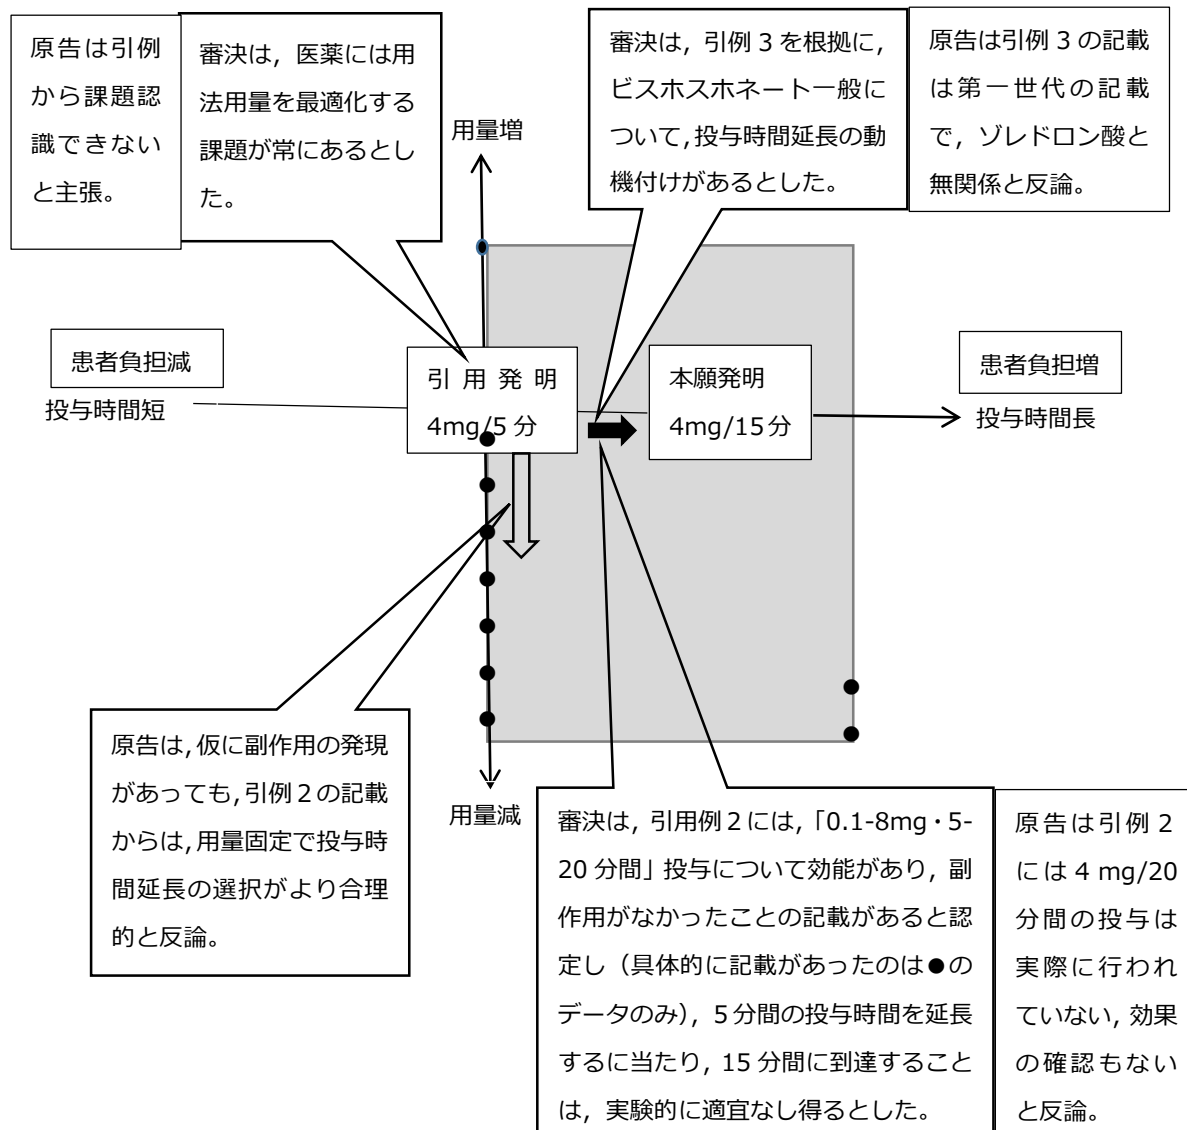 原告は引例
から課題認
識できない
と主張。
審決は，医薬には用
法用量を最適化する
課題が常にあるとし
た。
用量増
審決は，引例３を根拠に，
ビスホスホネート一般に
ついて，投与時間延長の動
機付けがあるとした。
原告は引例３の記載
は第一世代の記載
で，ゾレドロン酸と
無関係と反論。
患者負担減
投与時間短
引用発明
4mg/5 分
本願発明
4mg/15 分
患者負担増
投与時間長
原告は，仮に副作用の発現
があっても，引例２の記載
からは，用量固定で投与時
間延長の選択がより合理
的と反論。
用量減
審決は，引用例２には，「0.1-8mg・5-
20 分間」投与について効能があり，副
作用がなかったことの記載があると認
定し（具体的に記載があったのは●の
データのみ），５分間の投与時間を延長
するに当たり，15 分間に到達すること
は，実験的に適宜なし得るとした。
原告は引例２
には 4 mg/20
分間の投与は
実際に行われ
ていない，効果
の確認もない
と反論。